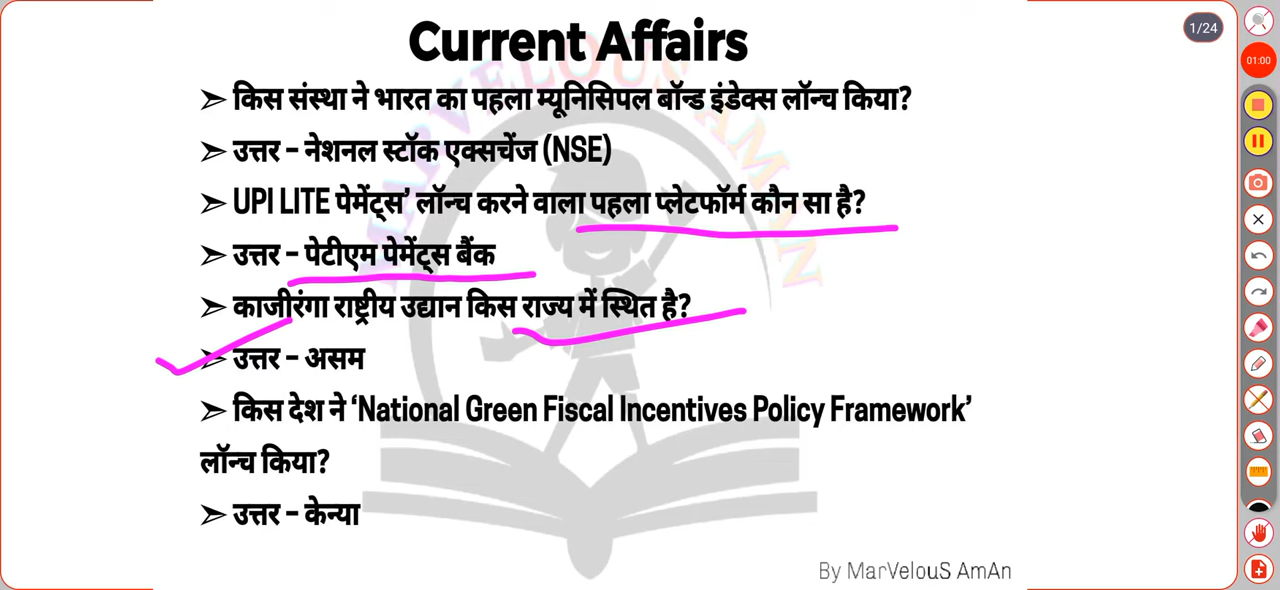 Current Affairs
1/24
01:00
➢ किस संस्था ने भारत का पहला म्यूनिसिपल बॉन्ड इंडेक्स लॉन्च किया?
➢ उत्तर – नेशनल स्टॉक एक्सचेंज (NSE)
➢ UPI LITE पेमेंट्स’ लॉन्च करने वाला पहला प्लेटफॉर्म कौन सा है?
➢ उत्तर – पेटीएम पेमेंट्स बैंक
➢ काजीरंगा राष्ट्रीय उद्यान किस राज्य में स्थित है?
➢ उत्तर – असम
➢ किस देश ने ‘National Green Fiscal Incentives Policy Framework’
लॉन्च किया?
➢ उत्तर – केन्या
By MarVelouS AmAn
MARVELOUS AMAN